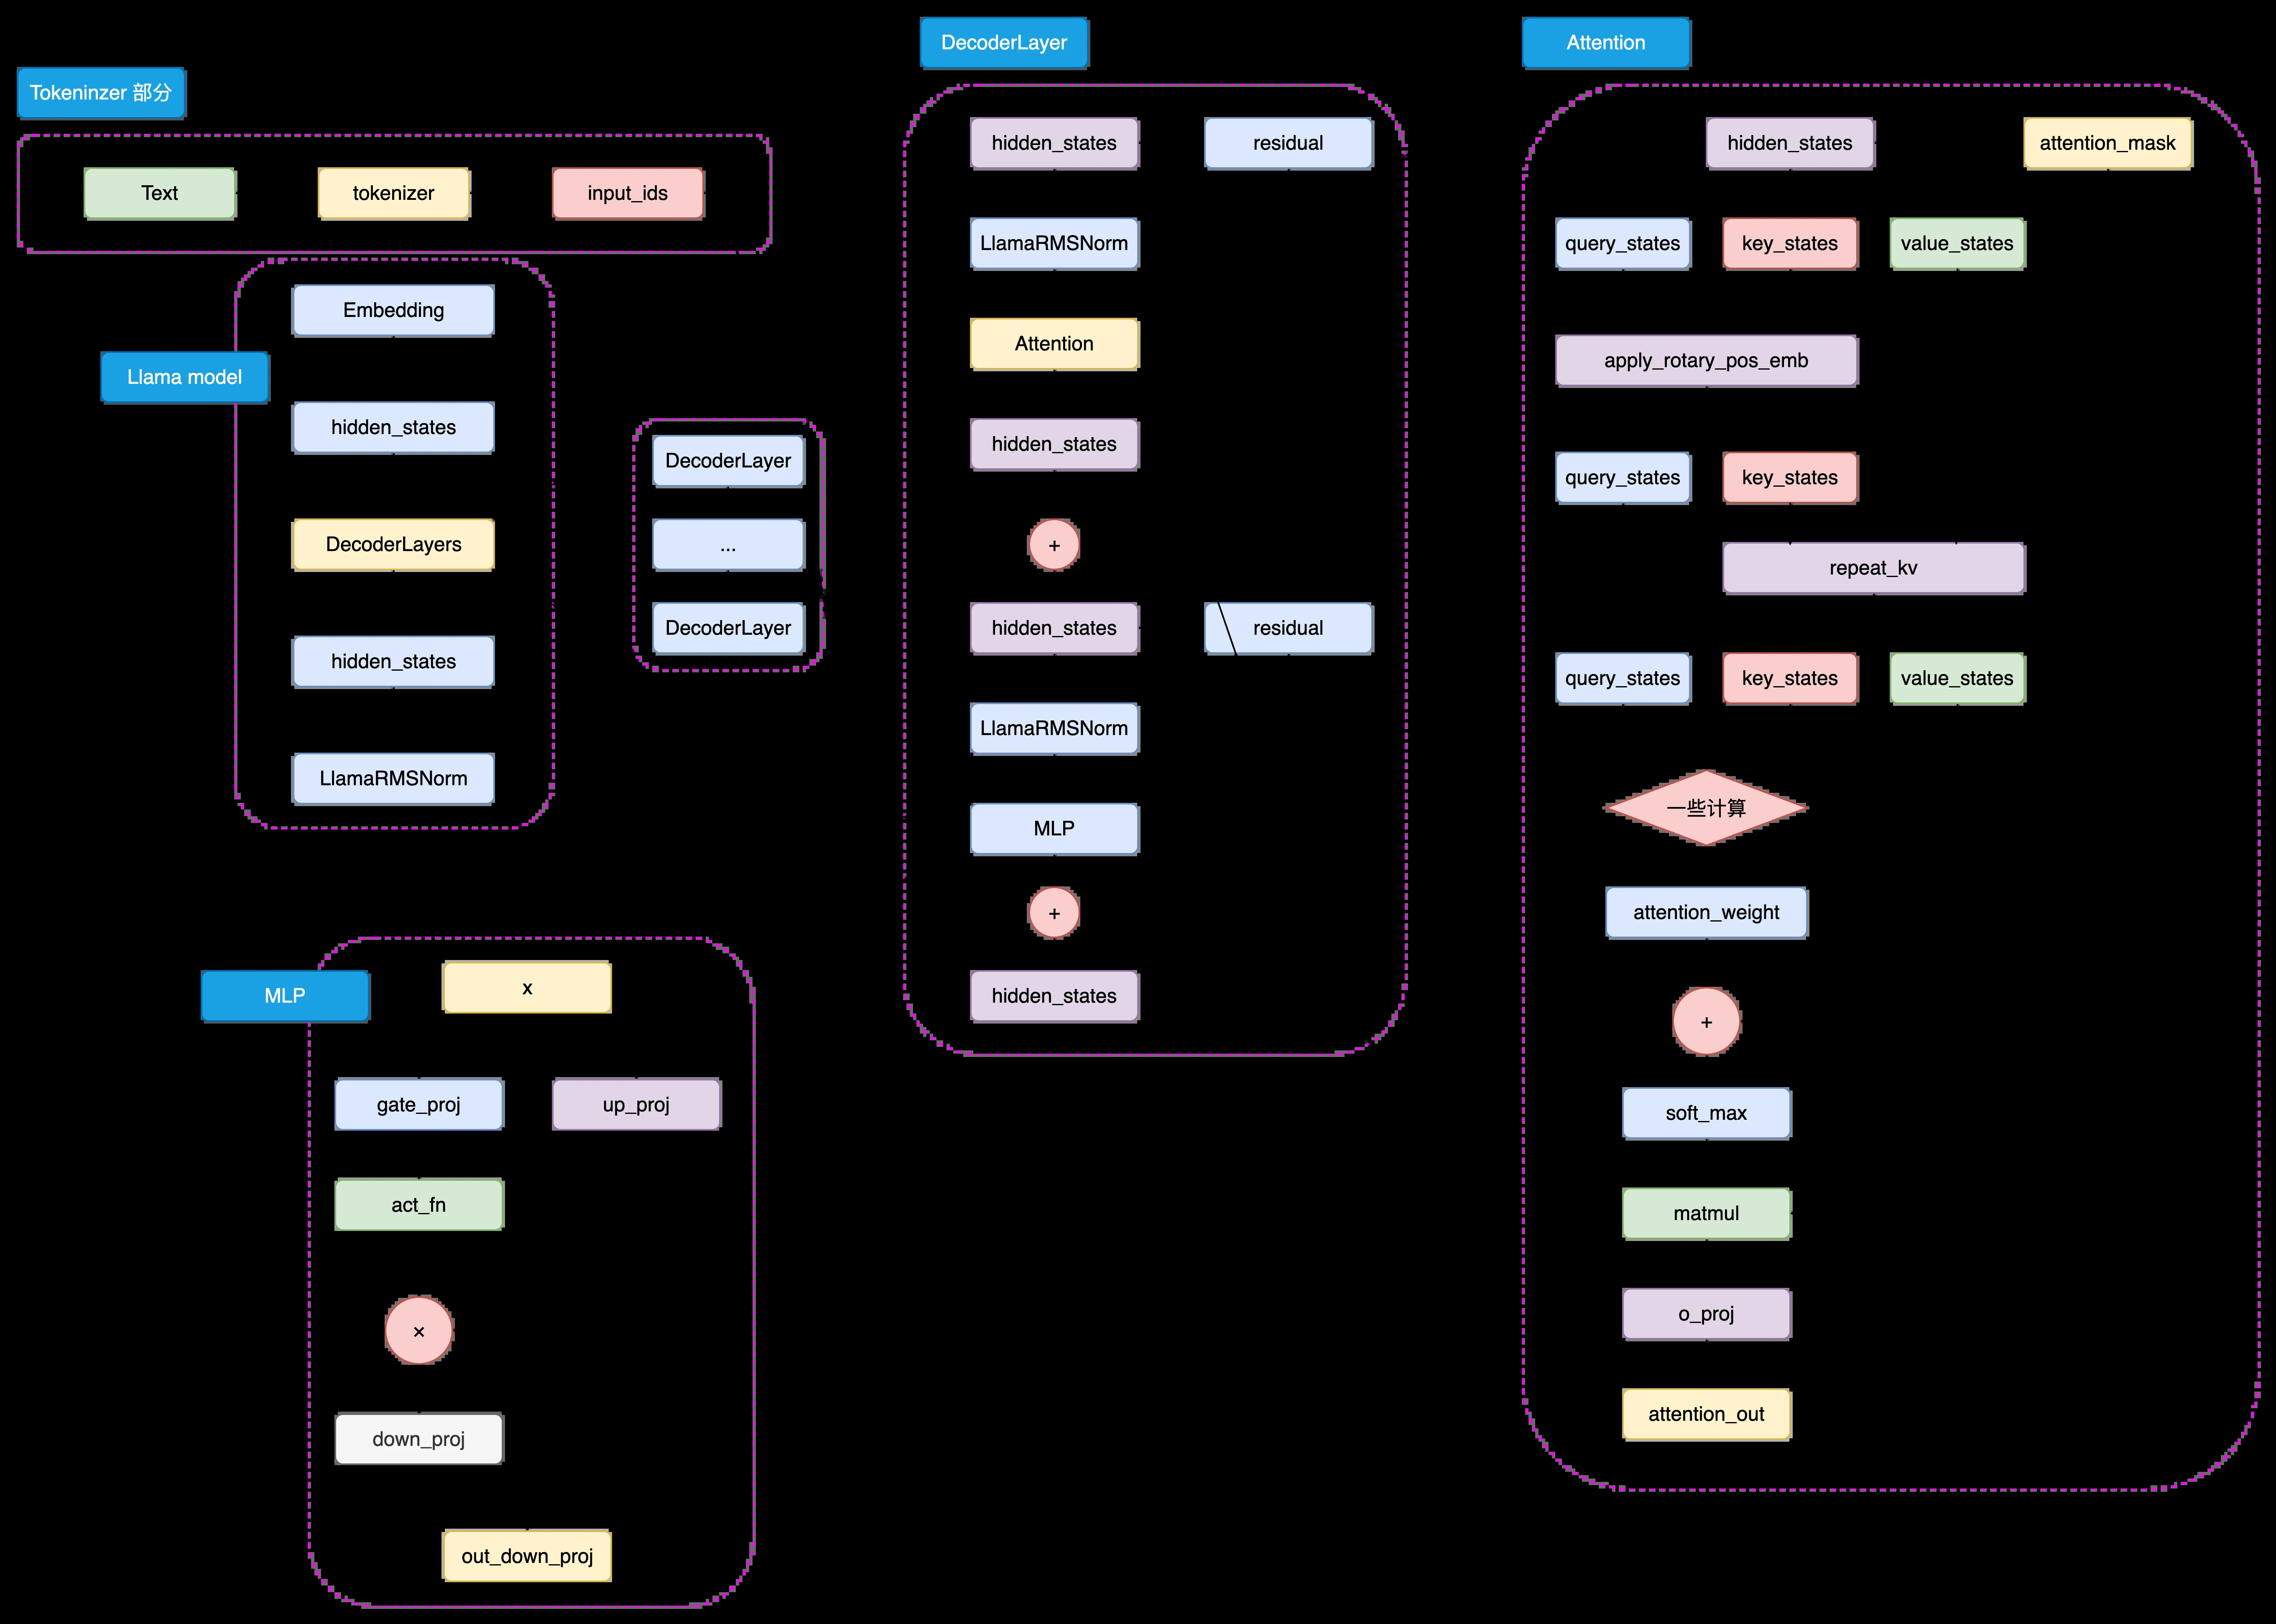 Tokeninzer 部分
Text
tokenizer
input_ids
Llama model
Embedding
hidden_states
DecoderLayers
hidden_states
LlamaRMSNorm
DecoderLayer
...
DecoderLayer
MLP
x
gate_proj
up_proj
act_fn
×
down_proj
out_down_proj
DecoderLayer
hidden_states
residual
LlamaRMSNorm
Attention
hidden_states
+
hidden_states
residual
LlamaRMSNorm
MLP
+
hidden_states
Attention
hidden_states
attention_mask
query_states
key_states
value_states
apply_rotary_pos_emb
query_states
key_states
repeat_kv
query_states
key_states
value_states
一些计算
attention_weight
+
soft_max
matmul
o_proj
attention_out